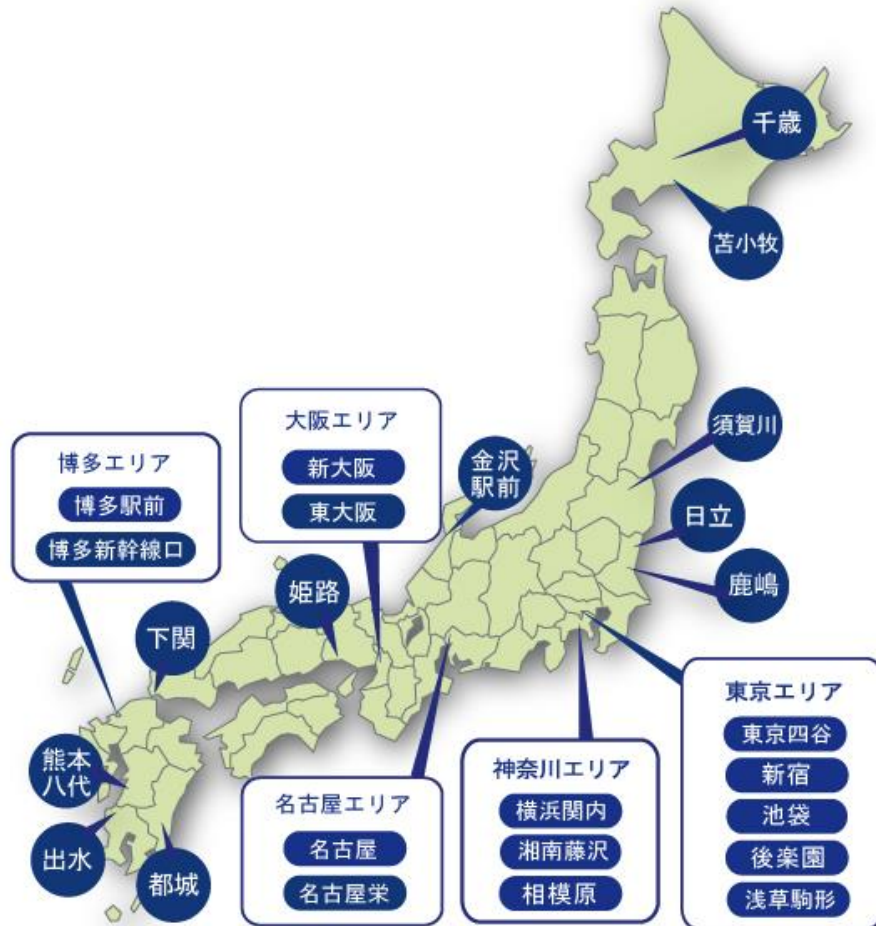 千歳
苫小牧
大阪エリア
新大阪
東大阪
金沢
駅前
須賀川
博多エリア
博多駅前
博多新幹線口
日立
姫路
鹿嶋
下関
東京エリア
東京四谷
新宿
池袋
後楽園
浅草駒形
熊本
八代
神奈川エリア
横浜関内
湘南藤沢
相模原
名古屋エリア
名古屋
名古屋栄
出水
都城